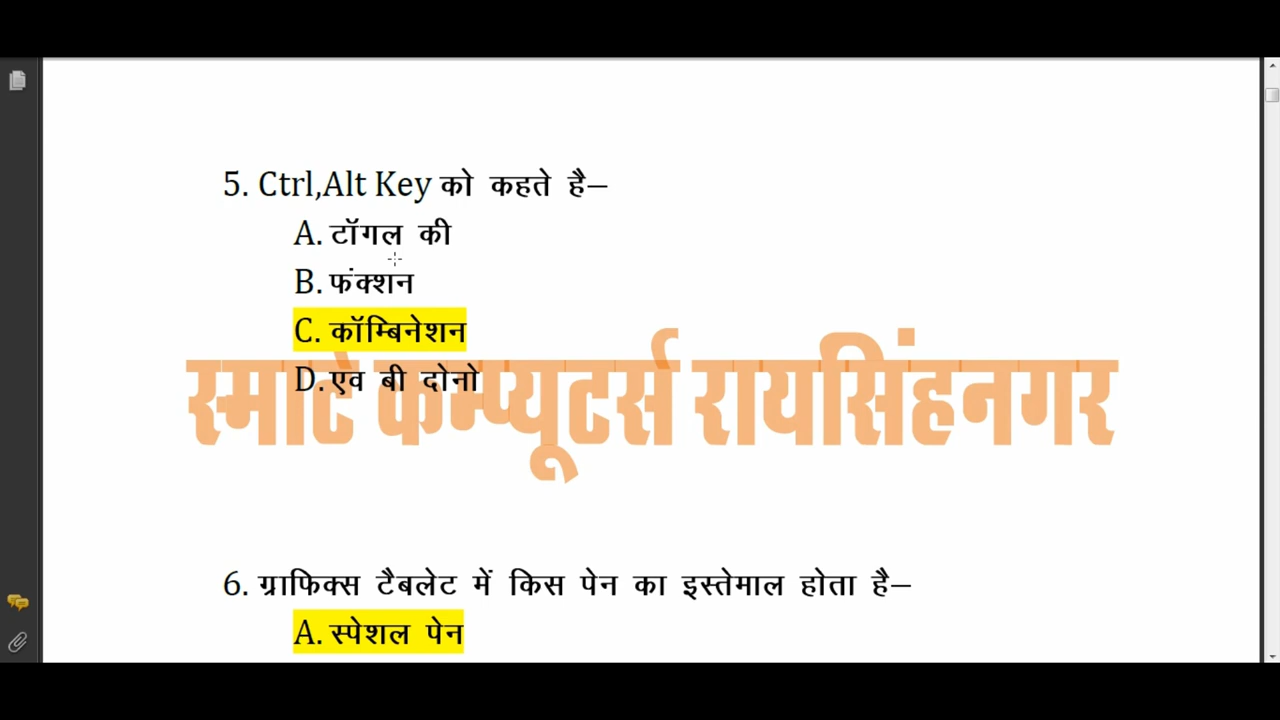 5. Ctrl,Alt Key को कहते है–
A. टॉगल की
B. फंक्शन
C. कॉम्बिनेशन
D. एव बी दोनो
स्मार्ट कम्प्यूटर्स रायसिंहनगर
6. ग्राफिक्स टैबलेट में किस पेन का इस्तेमाल होता है–
A. स्पेशल पेन